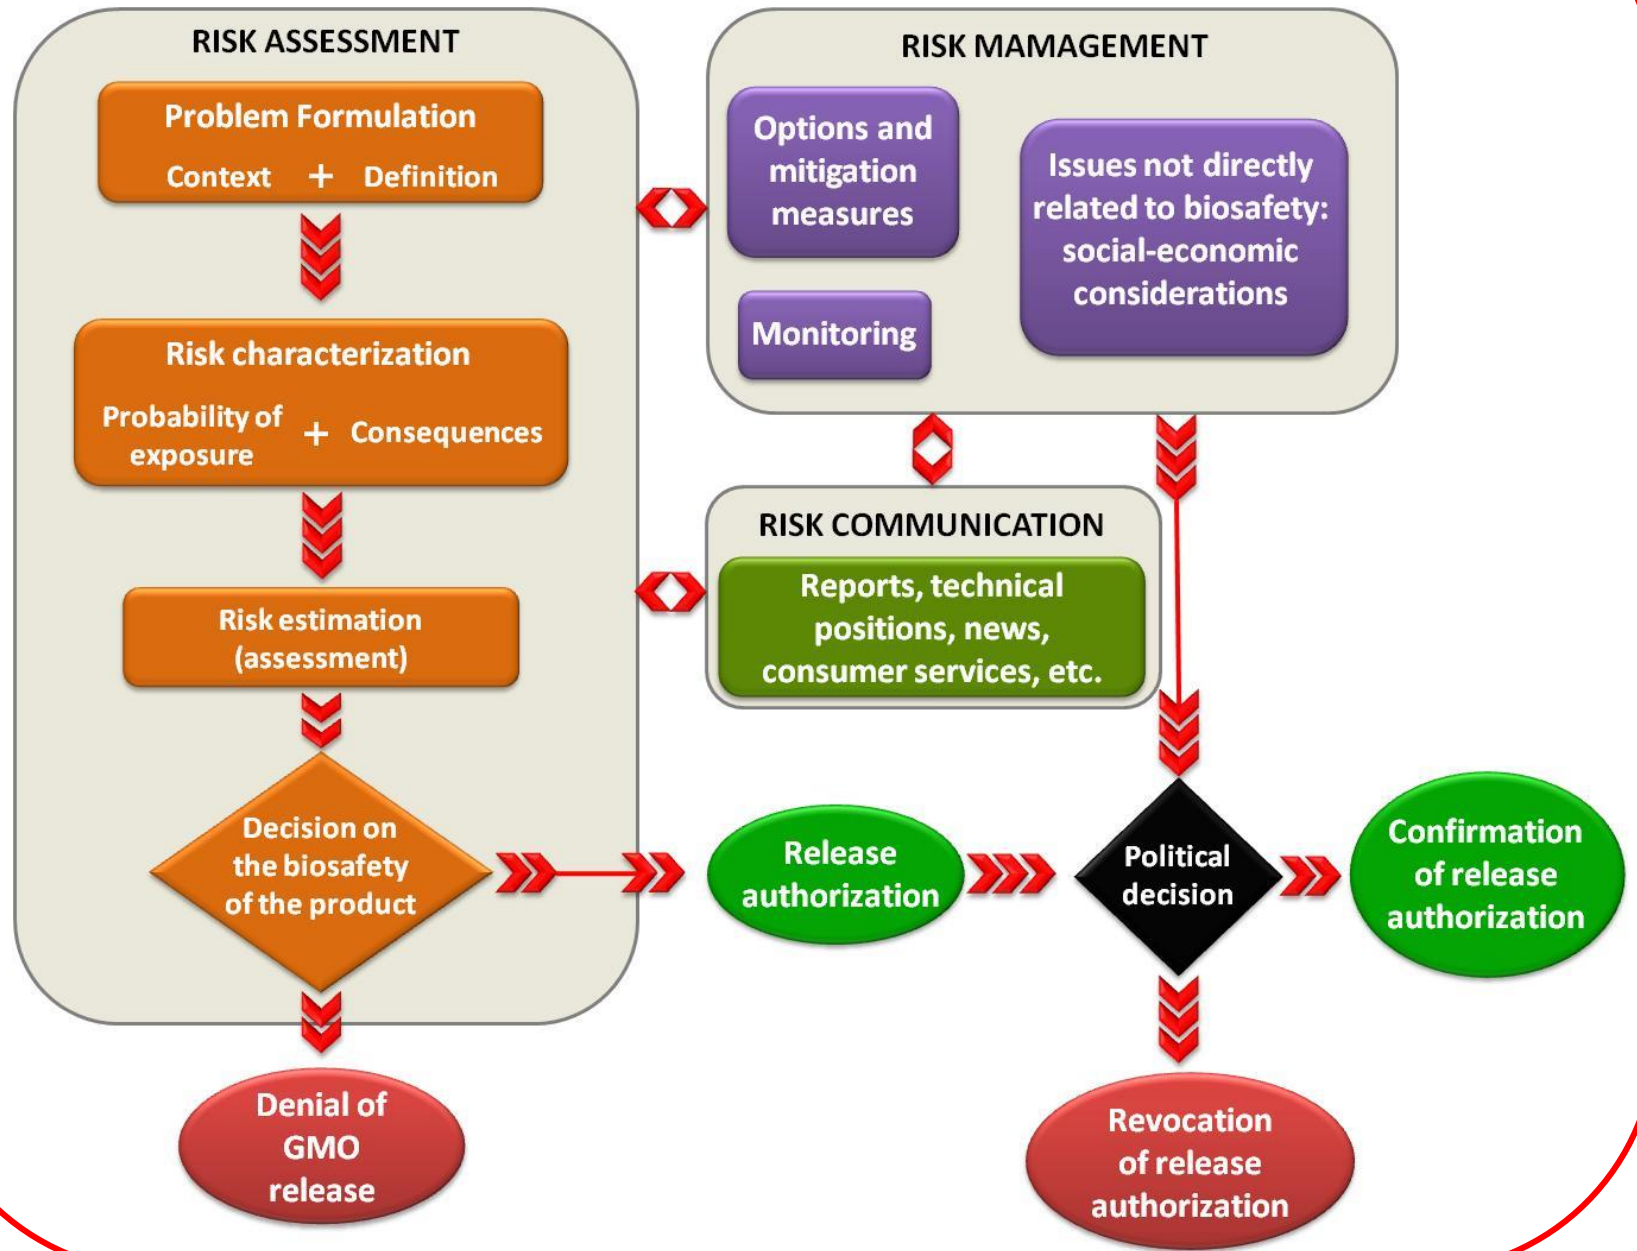 RISK ASSESSMENT
Problem Formulation
Context + Definition
Risk characterization
Probability of
exposure
+ Consequences
Risk estimation
(assessment)
Decision on
the biosafety
of the product
Denial of
GMO
release
RISK MAMAGEMENT
Options and
mitigation
measures
Monitoring
Issues not directly
related to biosafety:
social-economic
considerations
RISK COMMUNICATION
Reports, technical
positions, news,
consumer services, etc.
Release
authorization
Political
decision
Confirmation
of release
authorization
Revocation
of release
authorization